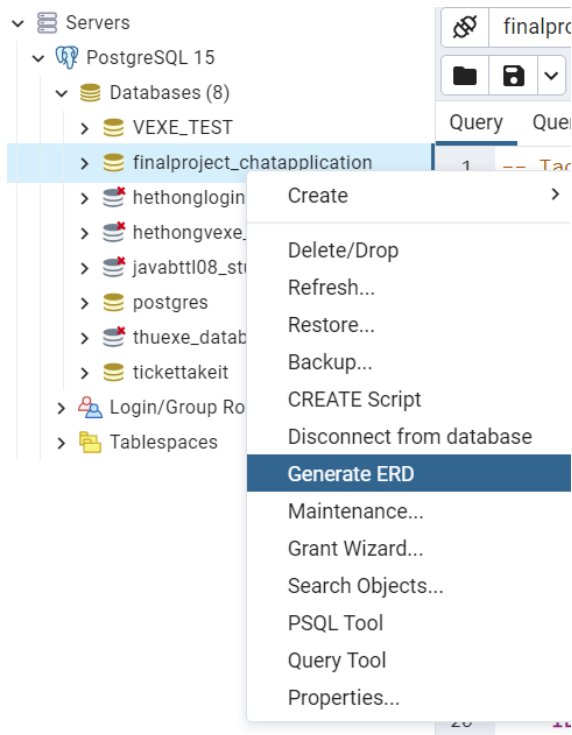 Servers
PostgreSQL 15
Databases (8)
VEXE_TEST
finalproject_chatapplication
hethonglogin
hethongvexe_
javabttl08_stu
postgres
thuexe_datab
tickettakeit
Login/Group Ro
Tablespaces
finalpro
Query Quer
1 -- Tao
Create
Delete/Drop
Refresh...
Restore...
Backup...
CREATE Script
Disconnect from database
Generate ERD
Maintenance...
Grant Wizard...
Search Objects...
PSQL Tool
Query Tool
Properties...